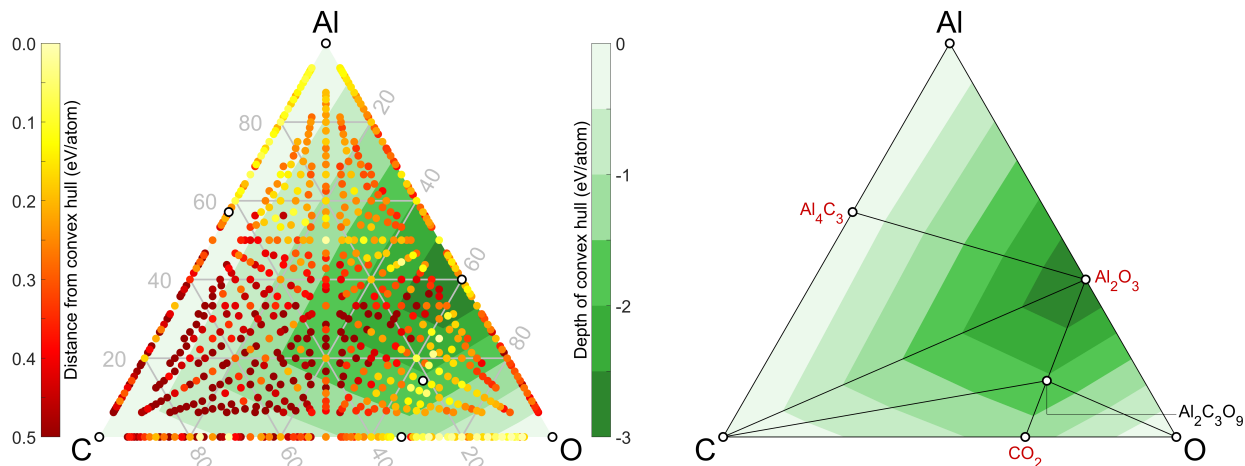 Al
0.0
0.1
0.2
0.3
0.4
0.5
Distance from convex hull (eV/atom)
80
60
40
20
20
40
60
80
C
80
60
40
20
O
0
-1
-2
-3
Depth of convex hull (eV/atom)
Al
Al4C3
Al2O3
Al2C3O9
C
CO2
O